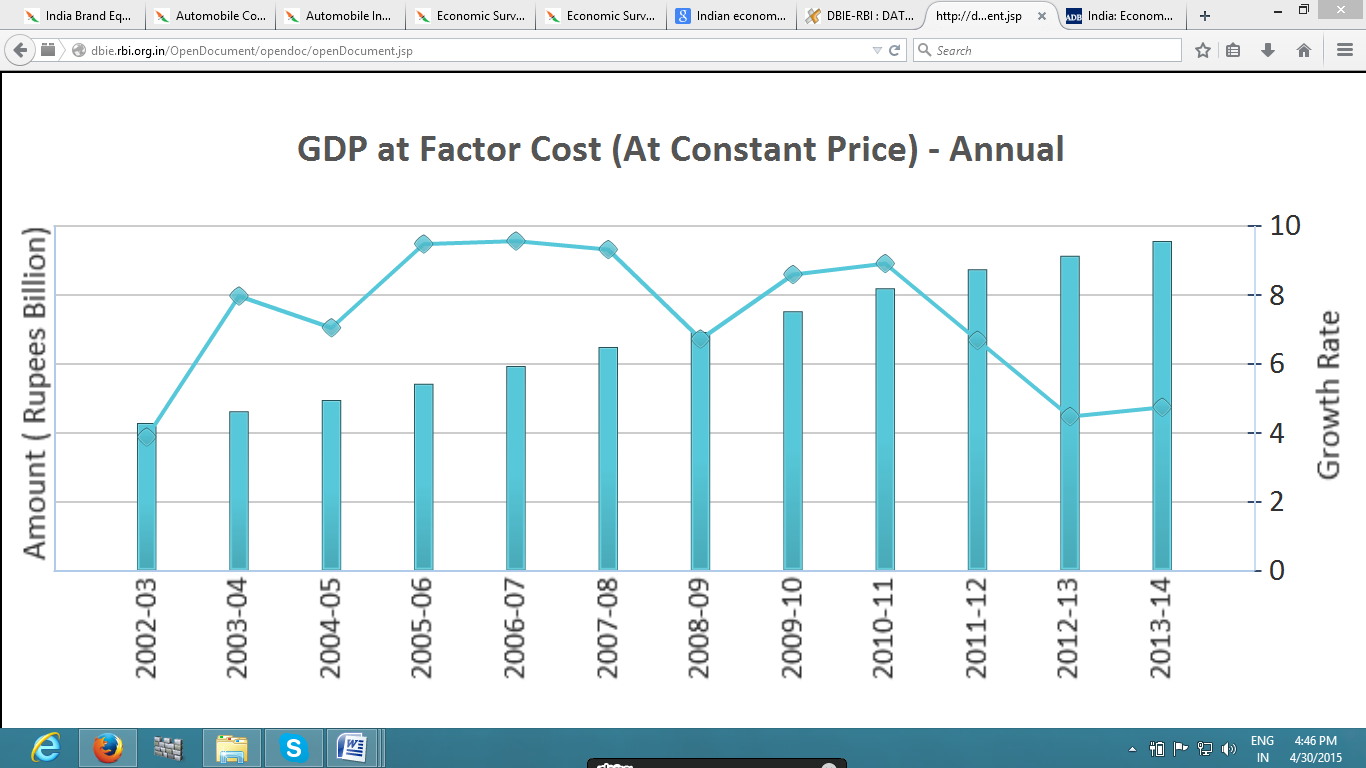 India Brand Equ...
Automobile Co...
Automobile In...
Economic Surv...
Economic Surv...
Indian econom...
DBIE-RBI : DAT...
http://d...ent.jsp
ADB India: Econom...
dbie.rbi.org.in/OpenDocument/opendoc/openDocument.jsp
Search
GDP at Factor Cost (At Constant Price) - Annual
Amount ( Rupees Billion)
10
8
6
4
2
0
Growth Rate
2002-03
2003-04
2004-05
2005-06
2006-07
2007-08
2008-09
2009-10
2010-11
2011-12
2012-13
2013-14
ENG
IN
4:46 PM
4/30/2015